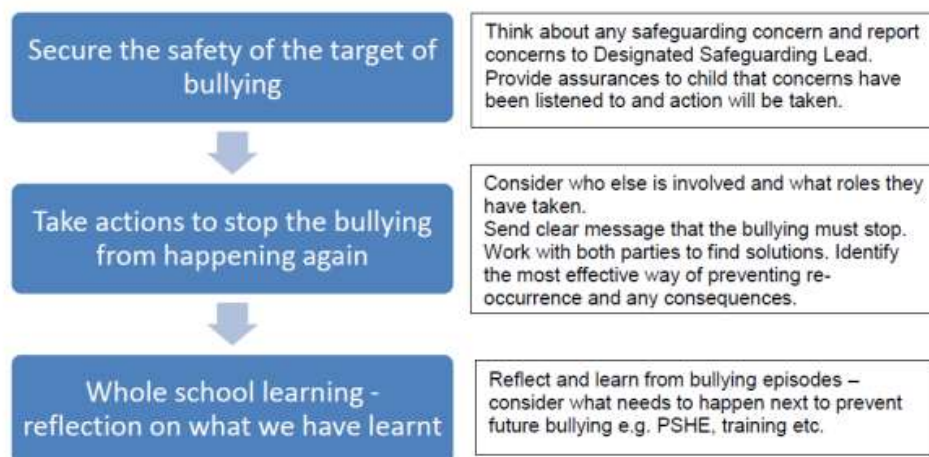 Secure the safety of the target of
bullying
Think about any safeguarding concern and report
concerns to Designated Safeguarding Lead.
Provide assurances to child that concerns have
been listened to and action will be taken.
Take actions to stop the bullying
from happening again
Consider who else is involved and what roles they
have taken.
Send clear message that the bullying must stop.
Work with both parties to find solutions. Identify
the most effective way of preventing re-
occurrence and any consequences.
Whole school learning -
reflection on what we have learnt
Reflect and learn from bullying episodes –
consider what needs to happen next to prevent
future bullying e.g. PSHE, training etc.